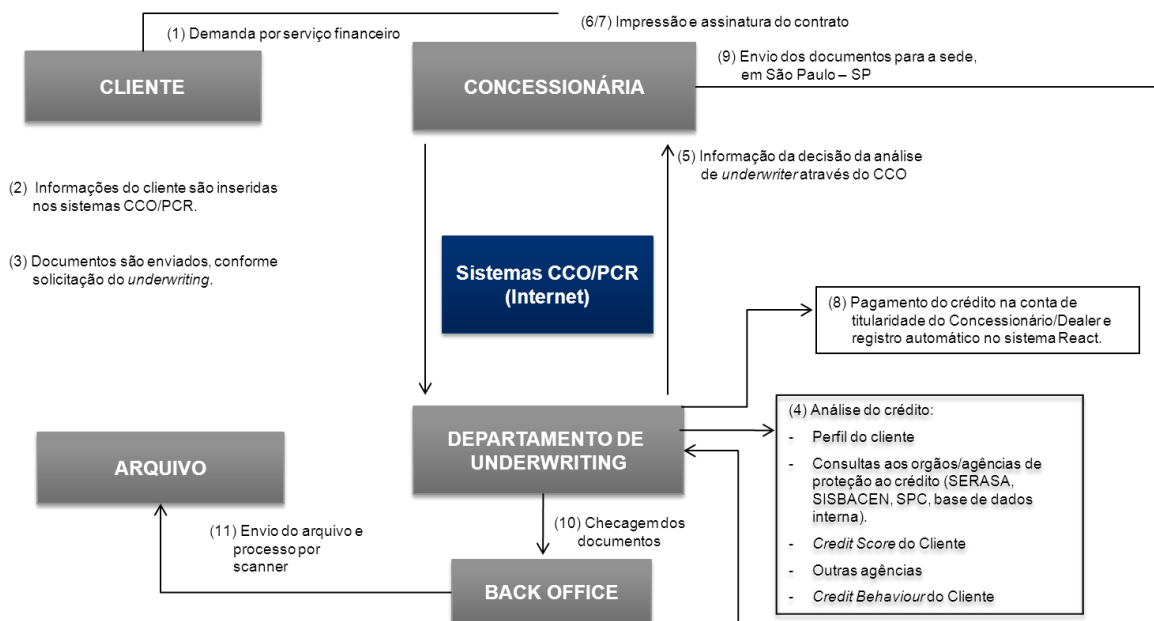 (6/7) Impressão e assinatura do contrato
(1) Demanda por serviço financeiro
CLIENTE
CONCESSIONÁRIA
(9) Envio dos documentos para a sede,
em São Paulo – SP
(2) Informações do cliente são inseridas
nos sistemas CCO/PCR.
(3) Documentos são enviados, conforme
solicitação do underwriting.
(5) Informação da decisão da análise
de underwriter através do CCO
Sistemas CCO/PCR
(Internet)
(8) Pagamento do crédito na conta de
titularidade do Concessionário/Dealer e
registro automático no sistema React.
DEPARTAMENTO DE
UNDERWRITING
(4) Análise do crédito:
- Perfil do cliente
- Consultas aos orgãos/agências de
proteção ao crédito (SERASA,
SISBACEN, SPC, base de dados
interna).
- Credit Score do Cliente
- Outras agências
- Credit Behaviour do Cliente
ARQUIVO
(10) Checagem dos
documentos
(11) Envio do arquivo e
processo por
scanner
BACK OFFICE